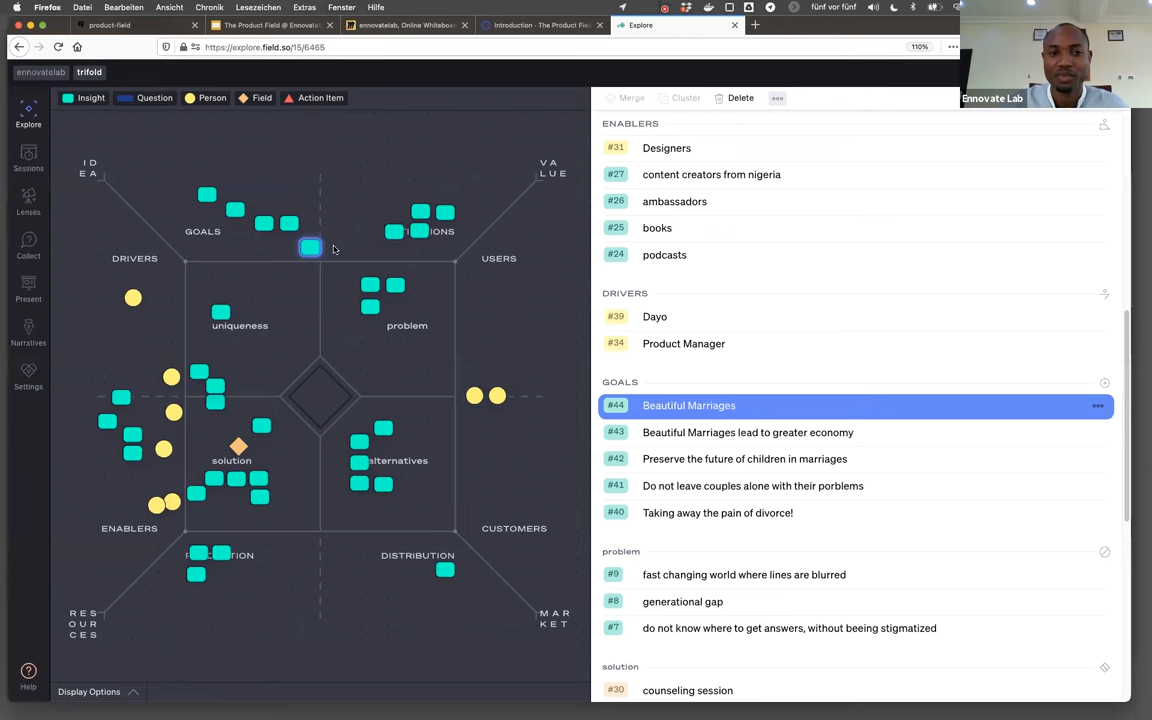 Firefox Datei Bearbeiten Ansicht Chronik Lesezeichen Extras Fenster Hilfe fünf vor fünf
product-field The Product Field @ Ennovatel ennovatelab, Online Whiteboa Introduction - The Product Fiel Explore
https://explore.field.so/15/6465 110%
ennovatelab trifold
Insight Question Person Field Action Item
Merge Cluster Delete
Ennovate Lab
Explore
Sessions
Lenses
Collect
Present
Narratives
Settings
Help
ID
EA
VA
LUE
GOALS
IONS
DRIVERS
USERS
uniqueness
problem
solution
alternatives
ENABLERS
CUSTOMERS
DISTRIBUTION
RES
OUR
CES
MAR
KET
Display Options
ENABLERS
#31 Designers
#27 content creators from nigeria
#26 ambassadors
#25 books
#24 podcasts
DRIVERS
#39 Dayo
#34 Product Manager
GOALS
#44 Beautiful Marriages
#43 Beautiful Marriages lead to greater economy
#42 Preserve the future of children in marriages
#41 Do not leave couples alone with their porblems
#40 Taking away the pain of divorce!
problem
#9 fast changing world where lines are blurred
#8 generational gap
#7 do not know where to get answers, without beeing stigmatized
solution
#30 counseling session